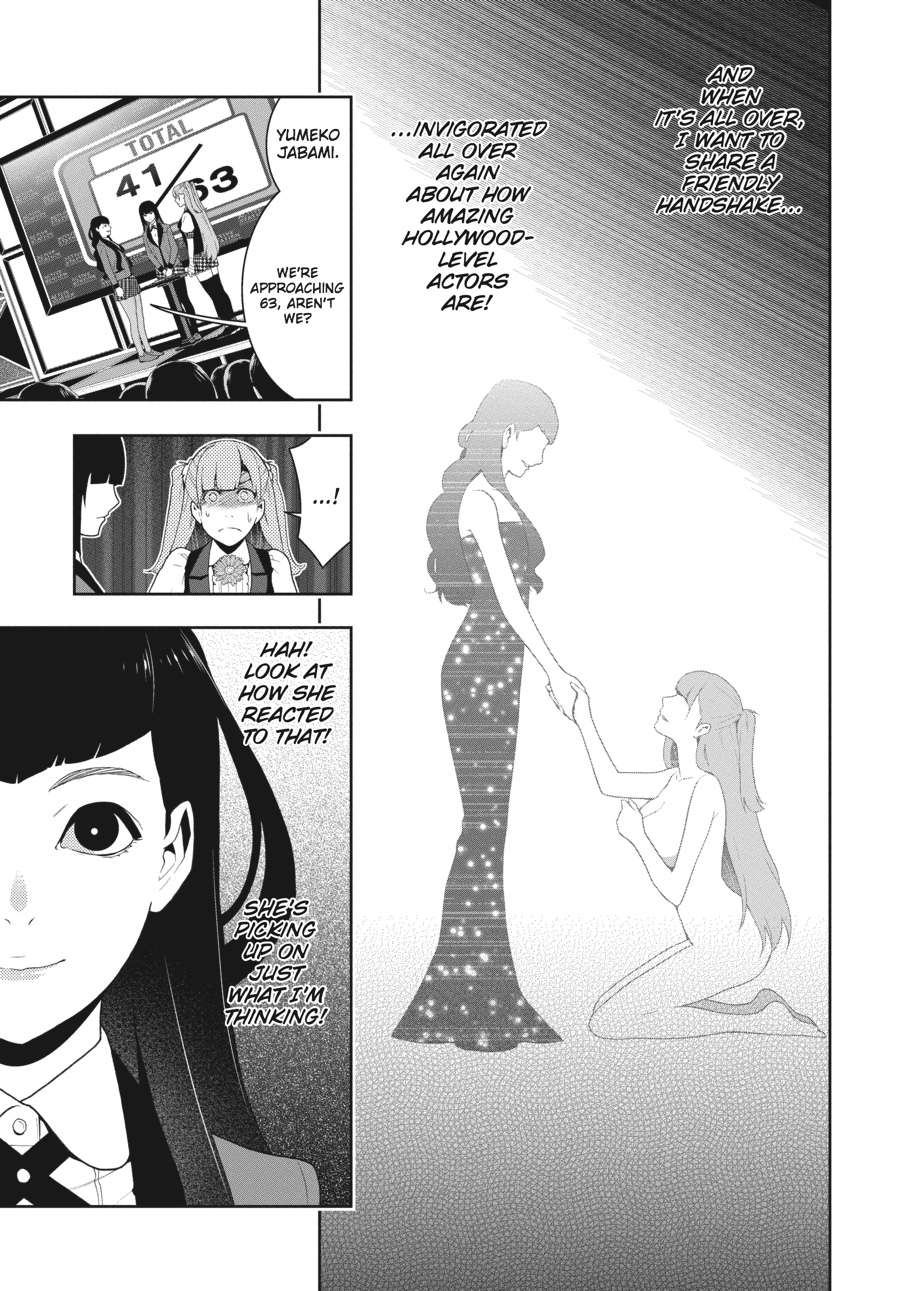 AND
WHEN
IT'S ALL OVER,
I WANT TO
SHARE A
FRIENDLY
HANDSHAKE...
...INVIGORATED
ALL OVER
AGAIN
ABOUT HOW
AMAZING
HOLLYWOOD-
LEVEL
ACTORS
ARE!
YUMEKO
JABAMI.
TOTAL
41 63
WE'RE
APPROACHING
63, AREN'T
WE?
...!
HAH!
LOOK AT
HOW SHE
REACTED
TO THAT!
SHE'S
PICKING
UP ON
JUST
WHAT I'M
THINKING!